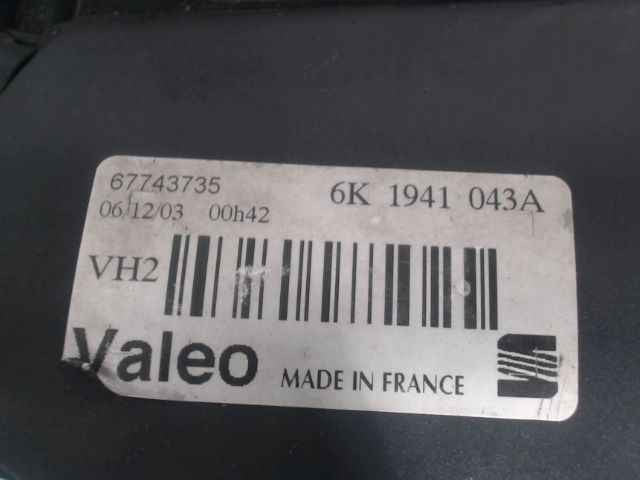 67743735
6K 1941 043A
06/12/03 00h42
VH2
Valeo
MADE IN FRANCE